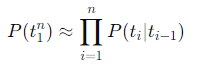 P(t_1^n) ≈ ∏_{i=1}^{n} P(t_i|t_{i−1})